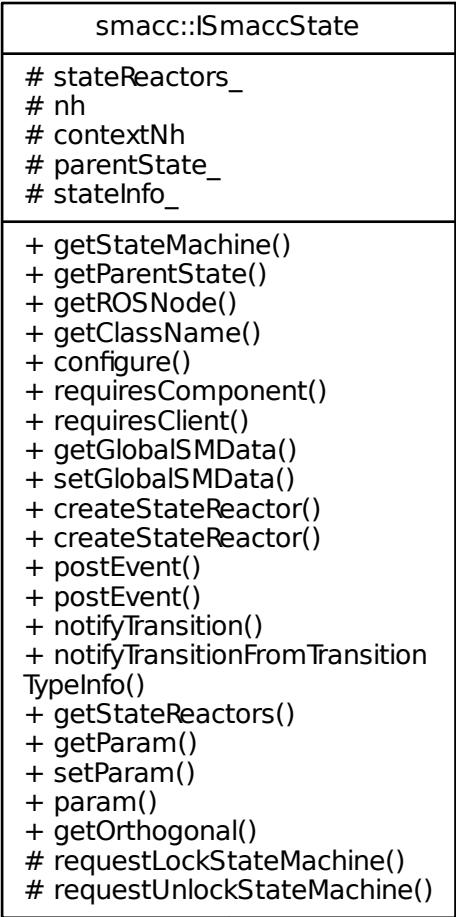 smacc::ISmaccState
# stateReactors_
# nh
# contextNh
# parentState_
# stateInfo_
+ getStateMachine()
+ getParentState()
+ getROSNode()
+ getClassName()
+ configure()
+ requiresComponent()
+ requiresClient()
+ getGlobalSMData()
+ setGlobalSMData()
+ createStateReactor()
+ createStateReactor()
+ postEvent()
+ postEvent()
+ notifyTransition()
+ notifyTransitionFromTransition
TypeInfo()
+ getStateReactors()
+ getParam()
+ setParam()
+ param()
+ getOrthogonal()
# requestLockStateMachine()
# requestUnlockStateMachine()